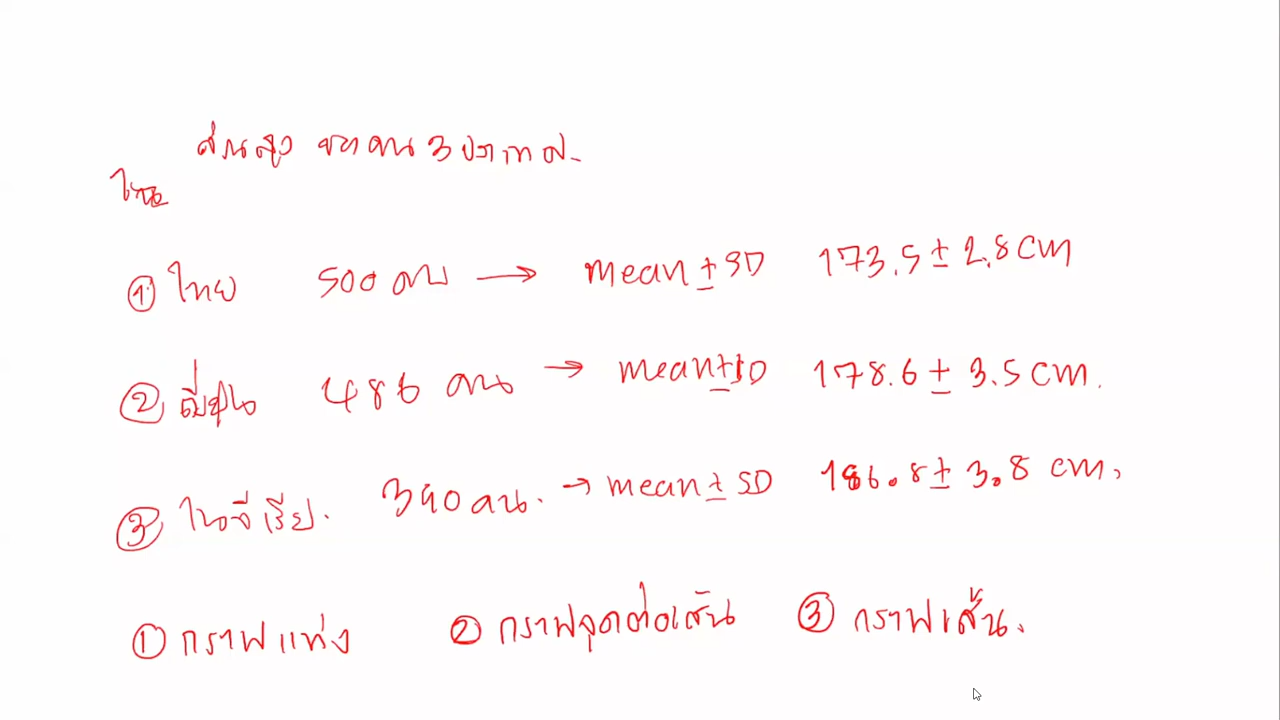 ส่วนสูง ของคน 3 ประเทศ
ไทย
① ไทย 500 คน → mean ± SD 173.5 ± 2.8 cm
② ญี่ปุ่น 486 คน → mean ± SD 178.6 ± 3.5 cm.
③ ไนจีเรีย. 390 คน. → mean ± SD 186.8 ± 3.8 cm,
① กราฟแท่ง ② กราฟจุดต่อเส้น ③ กราฟเส้น.